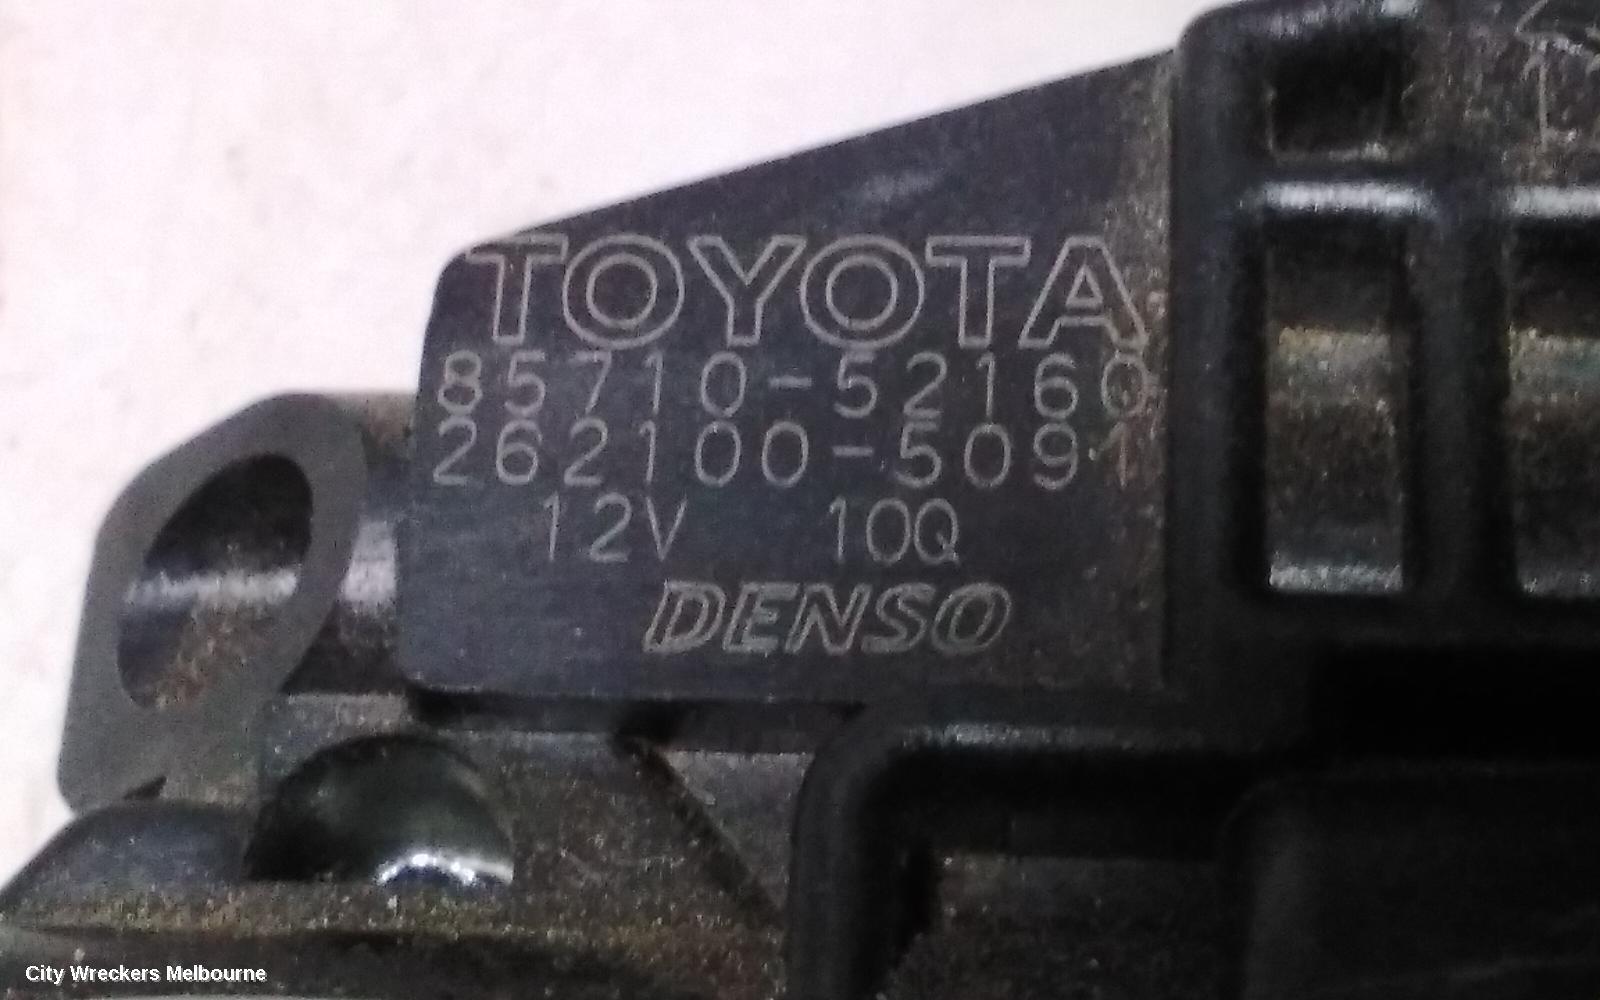 TOYOTA
85710-52160
262100-5091
12V 10Q
DENSO
City Wreckers Melbourne